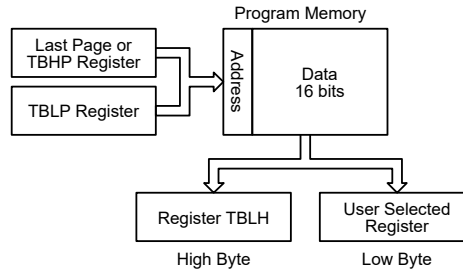 Program Memory
Last Page or
TBHP Register
TBLP Register
Address
Data
16 bits
Register TBLH
User Selected
Register
High Byte
Low Byte